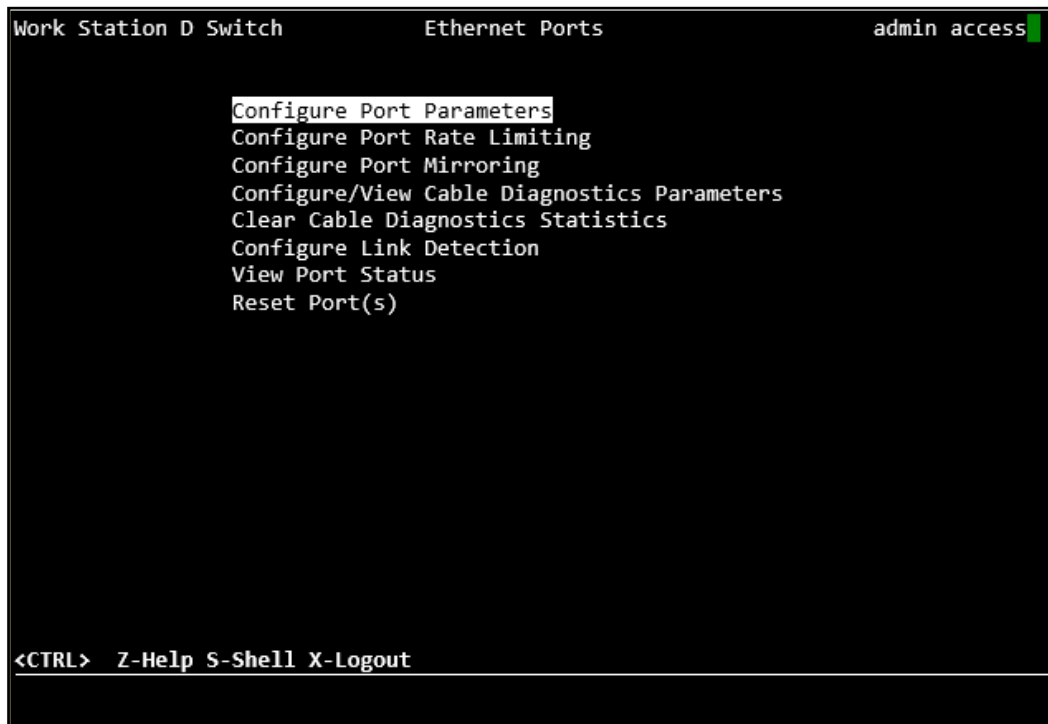 Work Station D Switch Ethernet Ports admin access
Configure Port Parameters
Configure Port Rate Limiting
Configure Port Mirroring
Configure/View Cable Diagnostics Parameters
Clear Cable Diagnostics Statistics
Configure Link Detection
View Port Status
Reset Port(s)
<CTRL> Z-Help S-Shell X-Logout